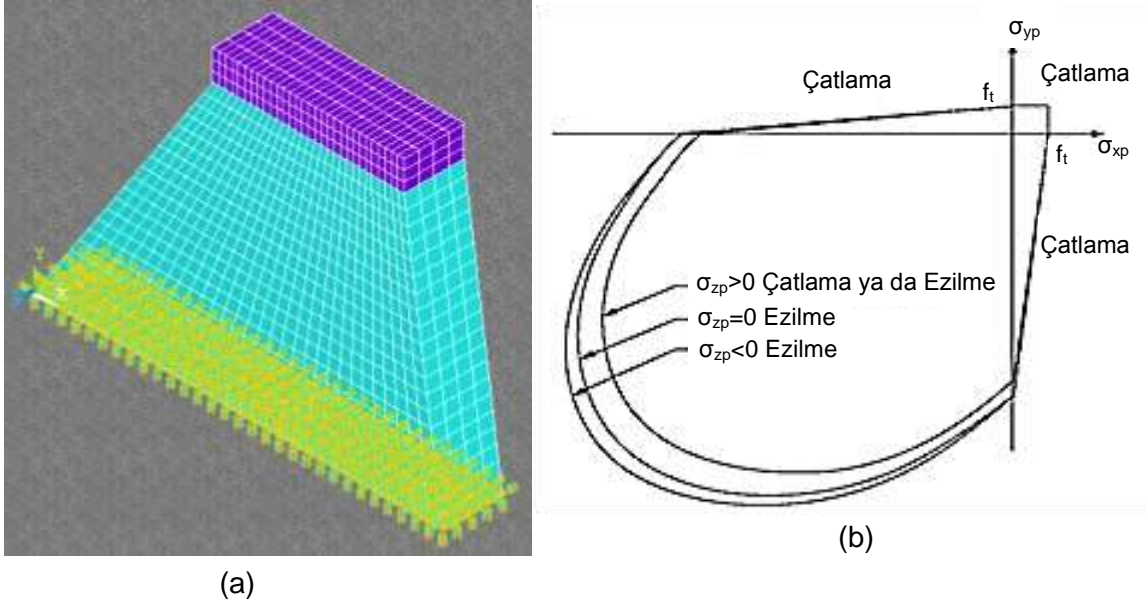 σyp
Çatlama
Çatlama
ft
σxp
ft
Çatlama
σzp>0 Çatlama ya da Ezilme
σzp=0 Ezilme
σzp<0 Ezilme
(a)
(b)